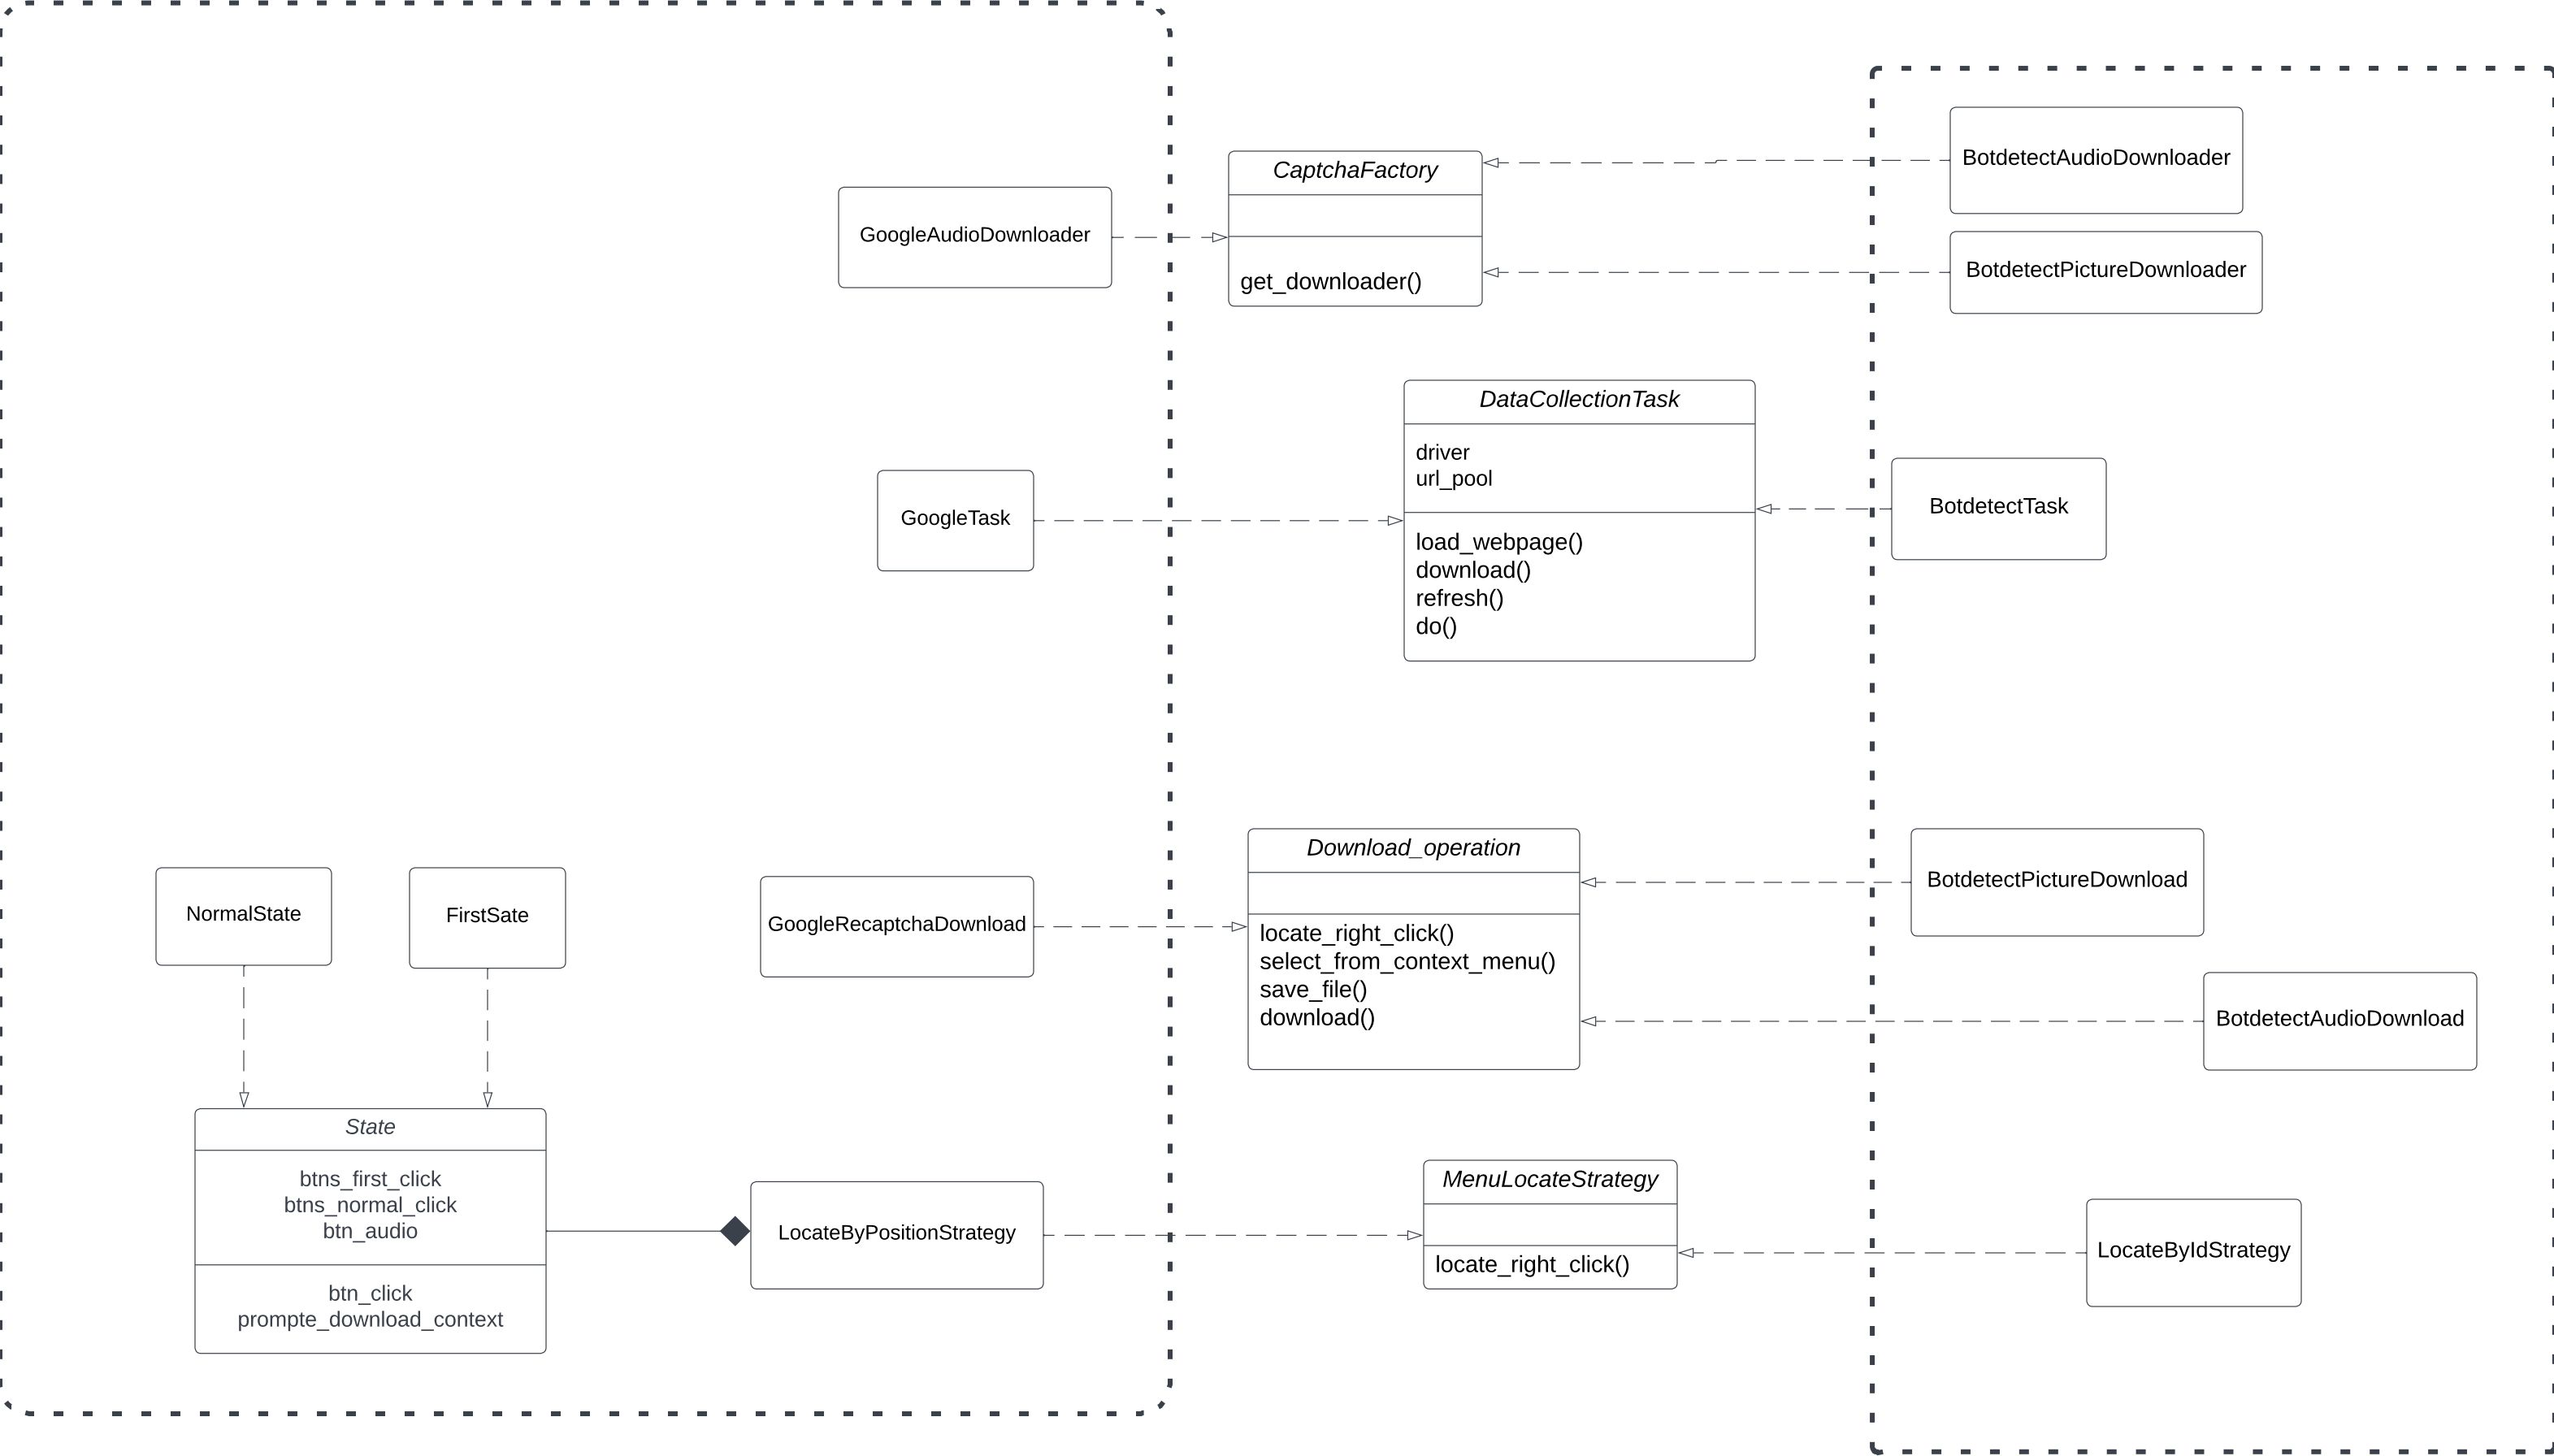 CaptchaFactory
get_downloader()
GoogleAudioDownloader
BotdetectAudioDownloader
BotdetectPictureDownloader
DataCollectionTask
driver
url_pool
load_webpage()
download()
refresh()
do()
GoogleTask
BotdetectTask
Download_operation
locate_right_click()
select_from_context_menu()
save_file()
download()
NormalState
FirstSate
GoogleRecaptchaDownload
BotdetectPictureDownload
BotdetectAudioDownload
State
btns_first_click
btns_normal_click
btn_audio
btn_click
prompte_download_context
LocateByPositionStrategy
MenuLocateStrategy
locate_right_click()
LocateByIdStrategy